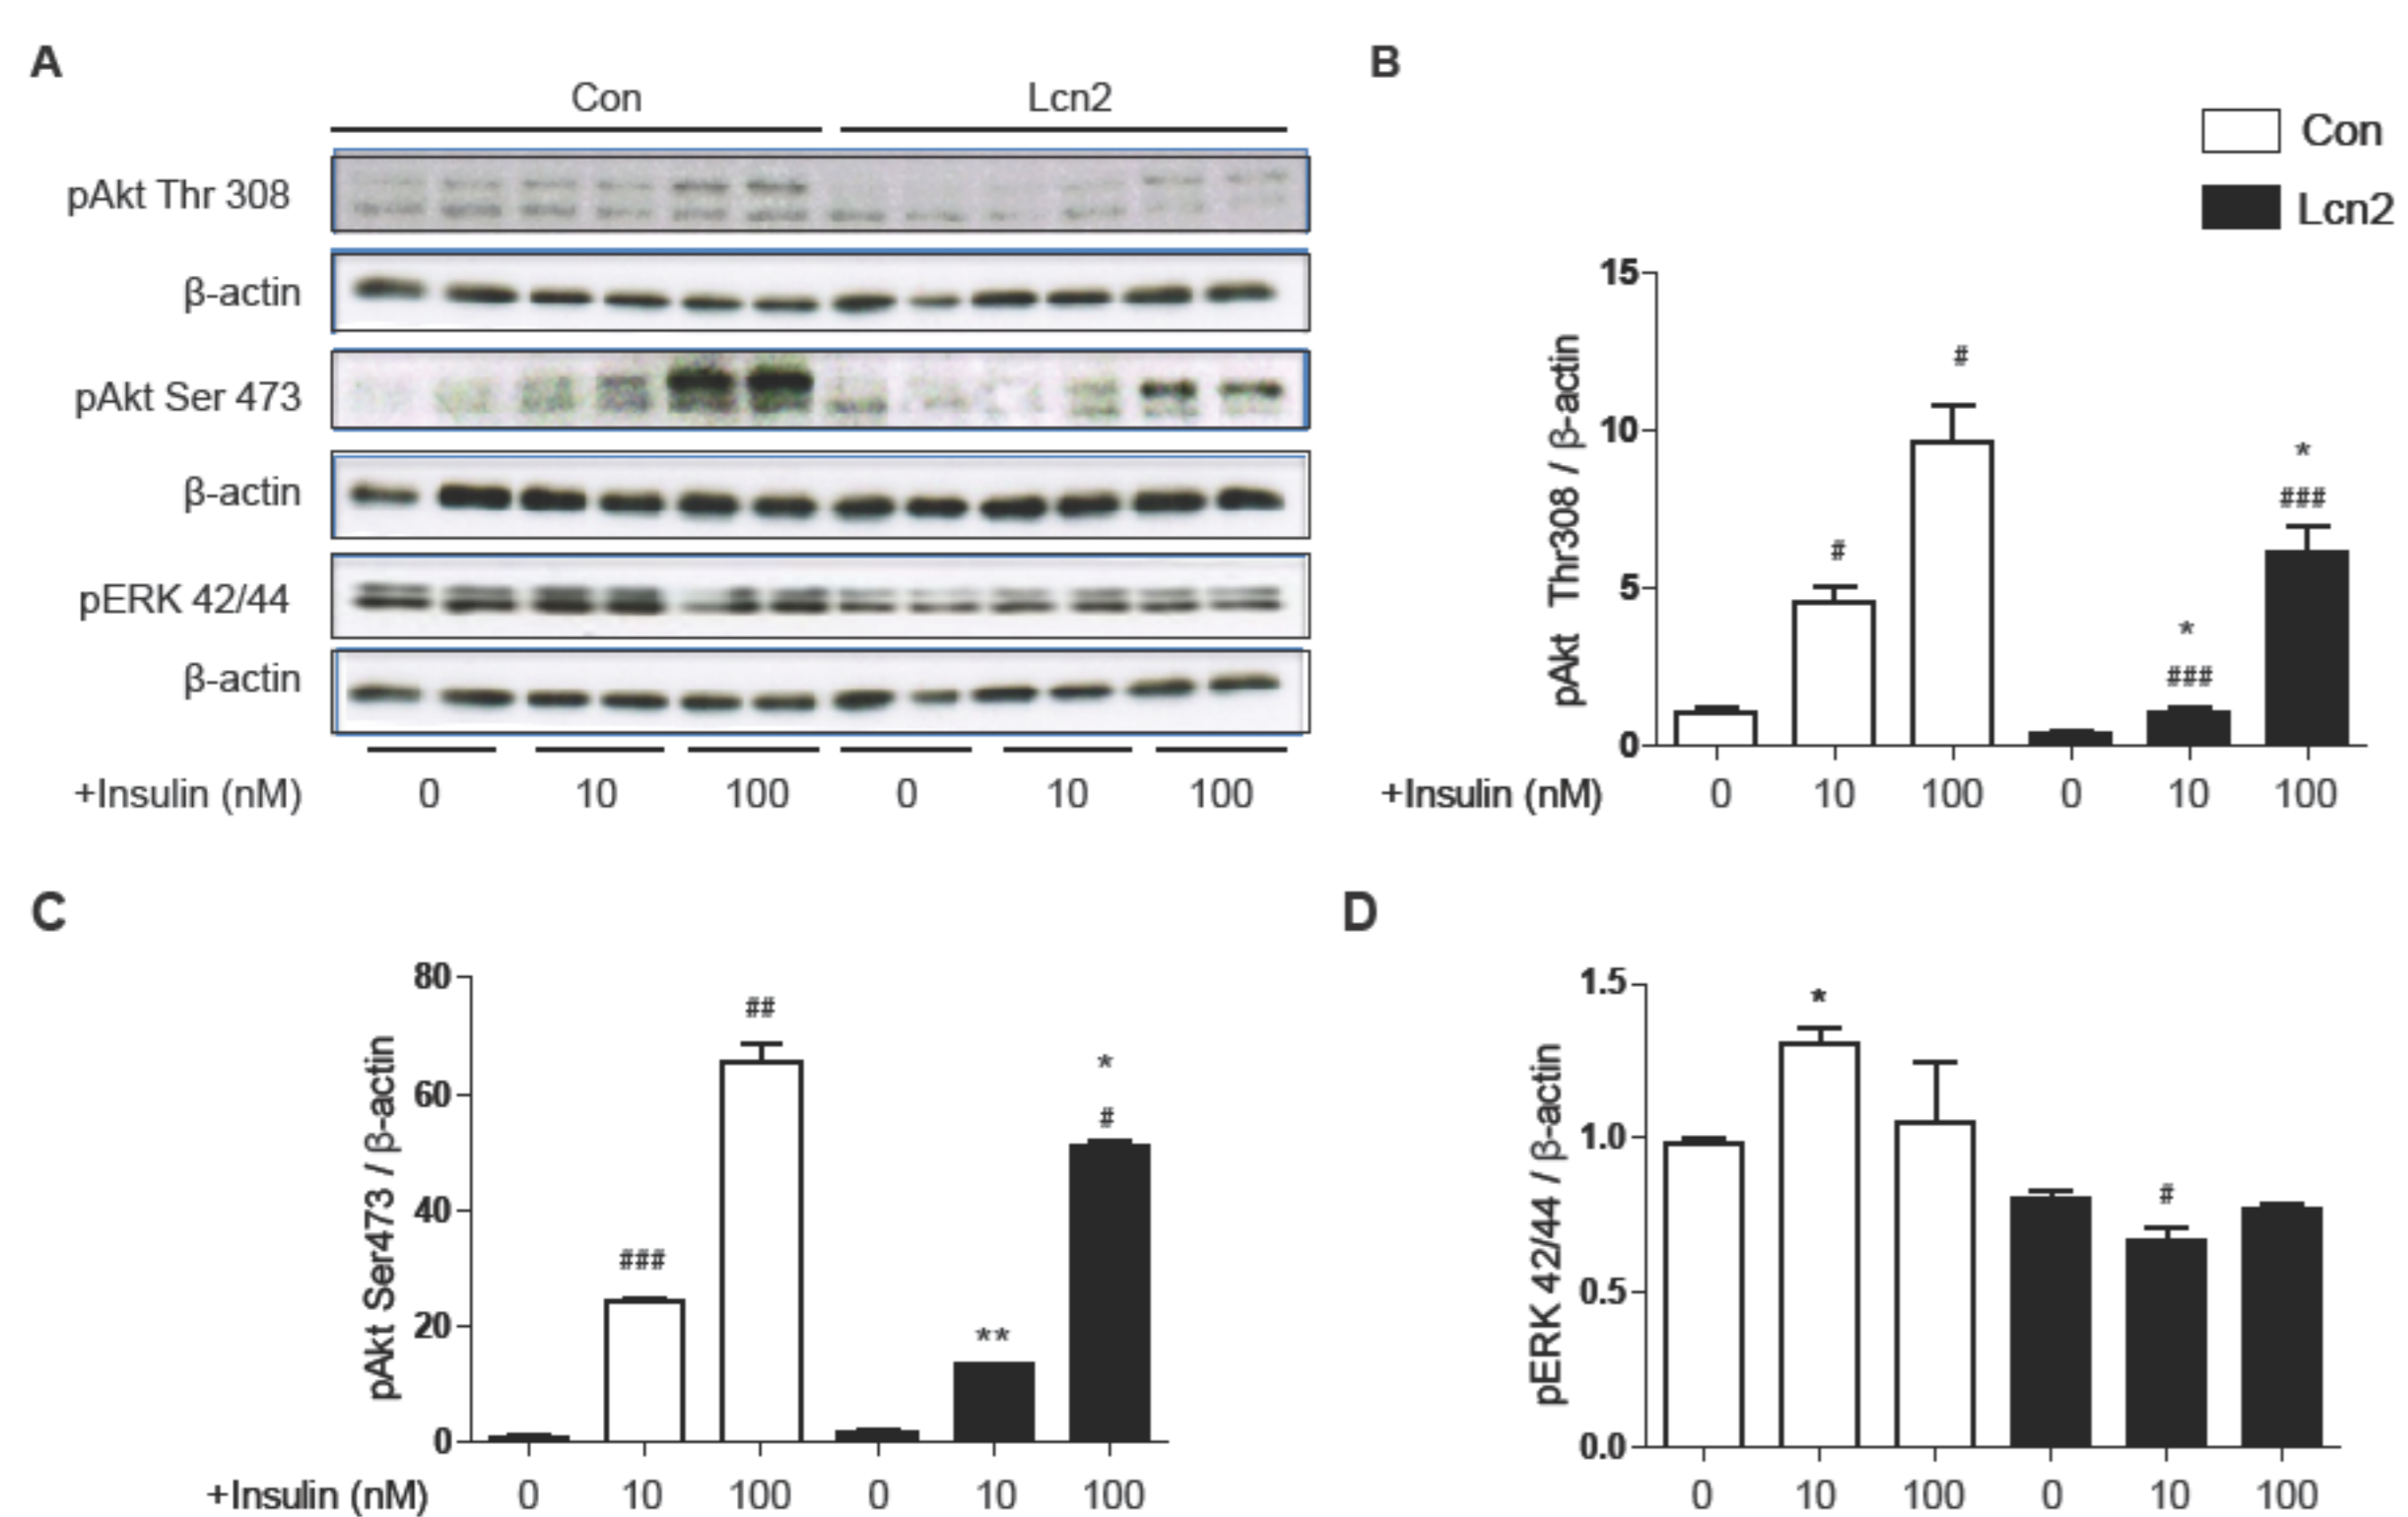 A
Con Lcn2
pAkt Thr 308
β-actin
pAkt Ser 473
β-actin
pERK 42/44
β-actin
+Insulin (nM) 0 10 100 0 10 100
B
Con
Lcn2
pAkt Thr308 / β-actin
15
10
5
0
#
#
*
###
*
###
+Insulin (nM) 0 10 100 0 10 100
C
pAkt Ser473 / β-actin
80
60
40
20
0
###
##
**
*
#
+Insulin (nM) 0 10 100 0 10 100
D
pERK 42/44 / β-actin
1.5
1.0
0.5
0.0
*
#
0 10 100 0 10 100